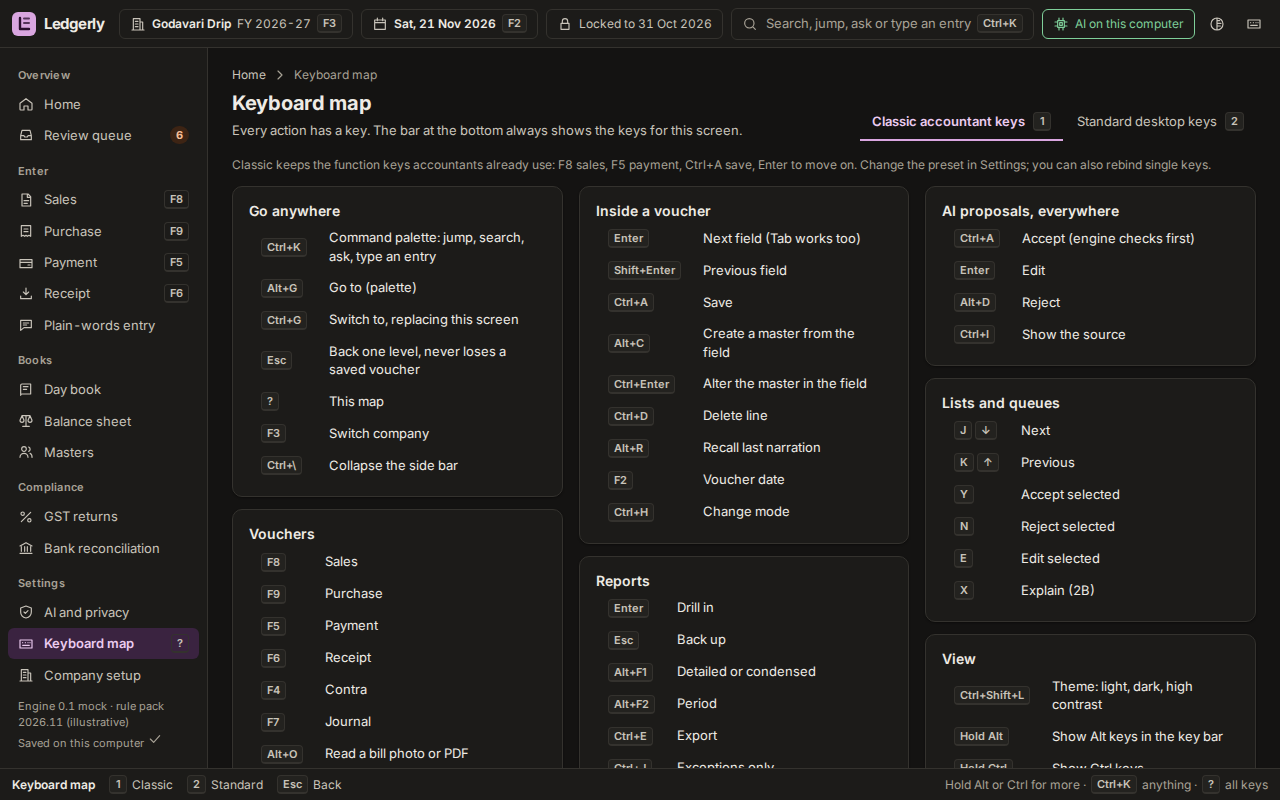 Ledgerly
Godavari Drip FY 2026-27 F3
Sat, 21 Nov 2026 F2
Locked to 31 Oct 2026
Search, jump, ask or type an entry Ctrl+K
AI on this computer
Overview
Home
Review queue 6
Enter
Sales F8
Purchase F9
Payment F5
Receipt F6
Plain-words entry
Books
Day book
Balance sheet
Masters
Compliance
GST returns
Bank reconciliation
Settings
AI and privacy
Keyboard map ?
Company setup
Engine 0.1 mock · rule pack
2026.11 (illustrative)
Saved on this computer
Home > Keyboard map
Keyboard map
Every action has a key. The bar at the bottom always shows the keys for this screen.
Classic accountant keys 1
Standard desktop keys 2
Classic keeps the function keys accountants already use: F8 sales, F5 payment, Ctrl+A save, Enter to move on. Change the preset in Settings; you can also rebind single keys.
Go anywhere
Ctrl+K Command palette: jump, search,
ask, type an entry
Alt+G Go to (palette)
Ctrl+G Switch to, replacing this screen
Esc Back one level, never loses a
saved voucher
? This map
F3 Switch company
Ctrl+\ Collapse the side bar
Vouchers
F8 Sales
F9 Purchase
F5 Payment
F6 Receipt
F4 Contra
F7 Journal
Alt+O Read a bill photo or PDF
Inside a voucher
Enter Next field (Tab works too)
Shift+Enter Previous field
Ctrl+A Save
Alt+C Create a master from the
field
Ctrl+Enter Alter the master in the field
Ctrl+D Delete line
Alt+R Recall last narration
F2 Voucher date
Ctrl+H Change mode
Reports
Enter Drill in
Esc Back up
Alt+F1 Detailed or condensed
Alt+F2 Period
Ctrl+E Export
Ctrl+J Exceptions only
AI proposals, everywhere
Ctrl+A Accept (engine checks first)
Enter Edit
Alt+D Reject
Ctrl+I Show the source
Lists and queues
J ↓ Next
K ↑ Previous
Y Accept selected
N Reject selected
E Edit selected
X Explain (2B)
View
Ctrl+Shift+L Theme: light, dark, high
contrast
Hold Alt Show Alt keys in the key bar
Hold Ctrl Show Ctrl keys
Keyboard map 1 Classic 2 Standard Esc Back
Hold Alt or Ctrl for more · Ctrl+K anything · ? all keys